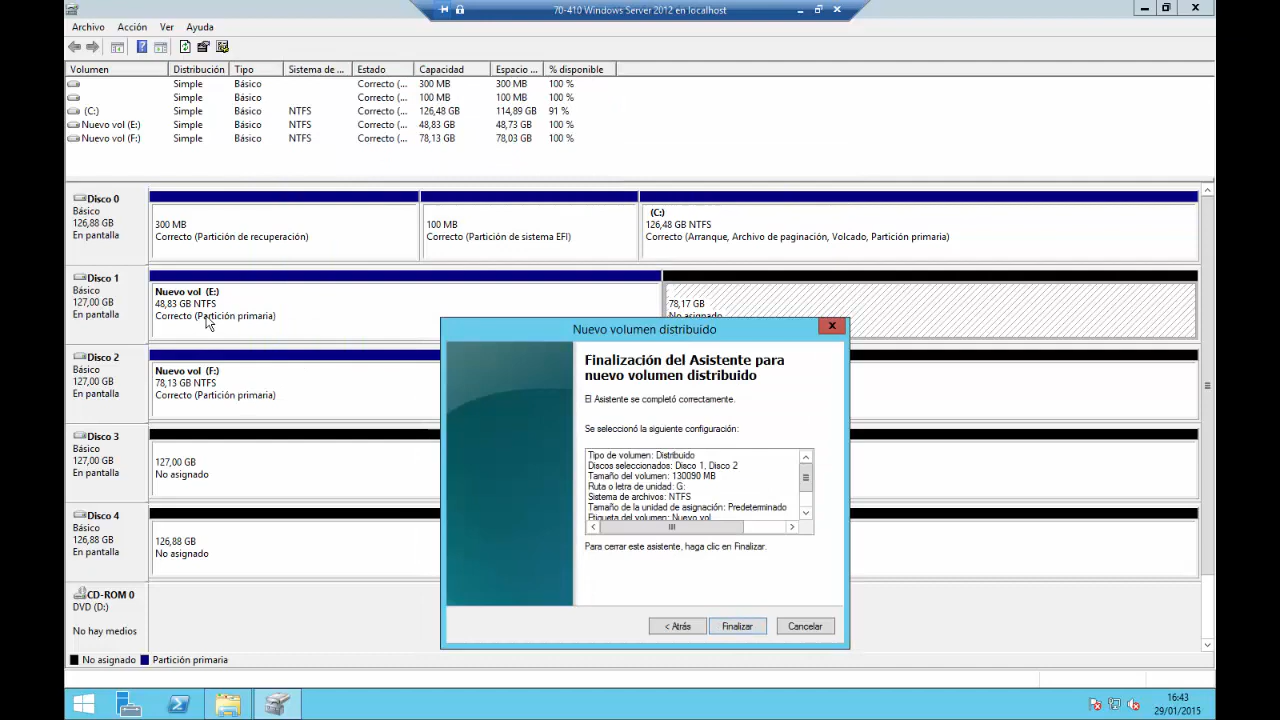 70-410 Windows Server 2012 en localhost
Archivo Acción Ver Ayuda
Volumen Distribución Tipo Sistema de ... Estado Capacidad Espacio ... % disponible
Simple Básico Correcto (... 300 MB 300 MB 100 %
Simple Básico Correcto (... 100 MB 100 MB 100 %
(C:) Simple Básico NTFS Correcto (... 126,48 GB 114,89 GB 91 %
Nuevo vol (E:) Simple Básico NTFS Correcto (... 48,83 GB 48,73 GB 100 %
Nuevo vol (F:) Simple Básico NTFS Correcto (... 78,13 GB 78,03 GB 100 %
Disco 0
Básico
126,88 GB
En pantalla
300 MB
Correcto (Partición de recuperación)
100 MB
Correcto (Partición de sistema EFI)
(C:)
126,48 GB NTFS
Correcto (Arranque, Archivo de paginación, Volcado, Partición primaria)
Disco 1
Básico
127,00 GB
En pantalla
Nuevo vol (E:)
48,83 GB NTFS
Correcto (Partición primaria)
78,17 GB
No asignado
Disco 2
Básico
127,00 GB
En pantalla
Nuevo vol (F:)
78,13 GB NTFS
Correcto (Partición primaria)
Disco 3
Básico
127,00 GB
En pantalla
127,00 GB
No asignado
Disco 4
Básico
126,88 GB
En pantalla
126,88 GB
No asignado
CD-ROM 0
DVD (D:)
No hay medios
No asignado Partición primaria
Nuevo volumen distribuido
Finalización del Asistente para
nuevo volumen distribuido
El Asistente se completó correctamente.
Se seleccionó la siguiente configuración:
Tipo de volumen: Distribuido
Discos seleccionados: Disco 1, Disco 2
Tamaño del volumen: 130090 MB
Ruta o letra de unidad: G:
Sistema de archivos: NTFS
Tamaño de la unidad de asignación: Predeterminado
Etiqueta del volumen: Nuevo vol
Para cerrar este asistente, haga clic en Finalizar.
< Atrás Finalizar Cancelar
16:43
29/01/2015